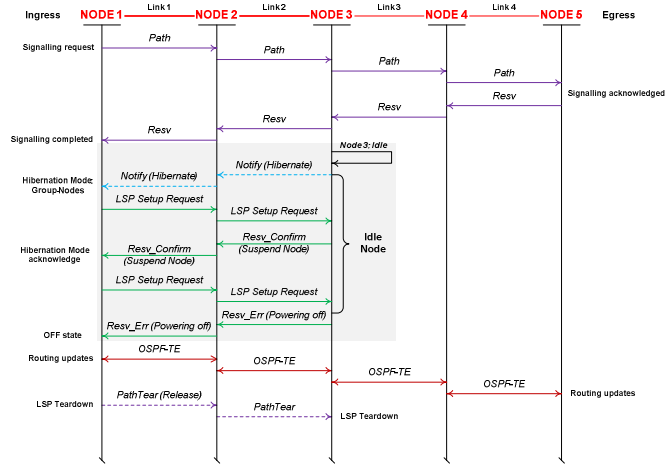 Ingress NODE 1 Link 1 NODE 2 Link2 NODE 3 Link3 NODE 4 Link 4 NODE 5 Egress
Signalling request
Path
Path
Path
Path
Signalling acknowledged
Resv
Resv
Resv
Resv
Signalling completed
Node3; Idle
Notify (Hibernate)
Notify (Hibernate)
Hibernation Mode;
Group-Nodes
LSP Setup Request
LSP Setup Request
Idle
Node
Resv_Confirm
(Suspend Node)
Resv_Confirm
(Suspend Node)
Hibernation Mode
acknowledge
LSP Setup Request
LSP Setup Request
Resv_Err (Powering off)
Resv_Err (Powering off)
OFF state
Routing updates
OSPF-TE
OSPF-TE
OSPF-TE
OSPF-TE
Routing updates
LSP Teardown
PathTear (Release)
PathTear
LSP Teardown